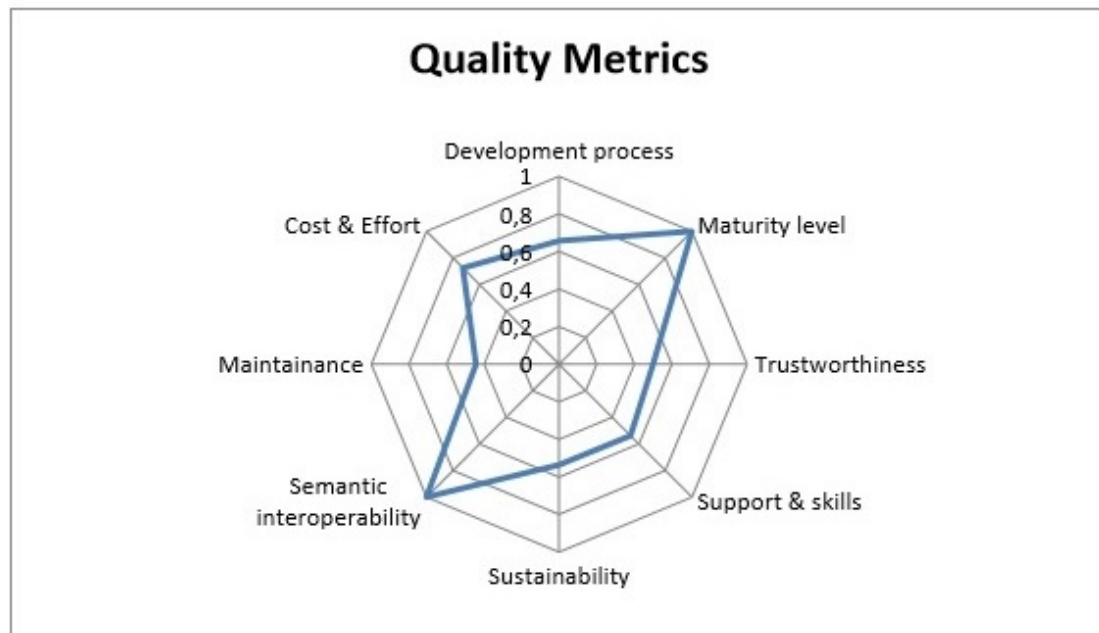 Quality Metrics
Development process
1
0,8
0,6
0,4
0,2
0
Cost & Effort
Maturity level
Maintainance
Trustworthiness
Semantic
interoperability
Support & skills
Sustainability